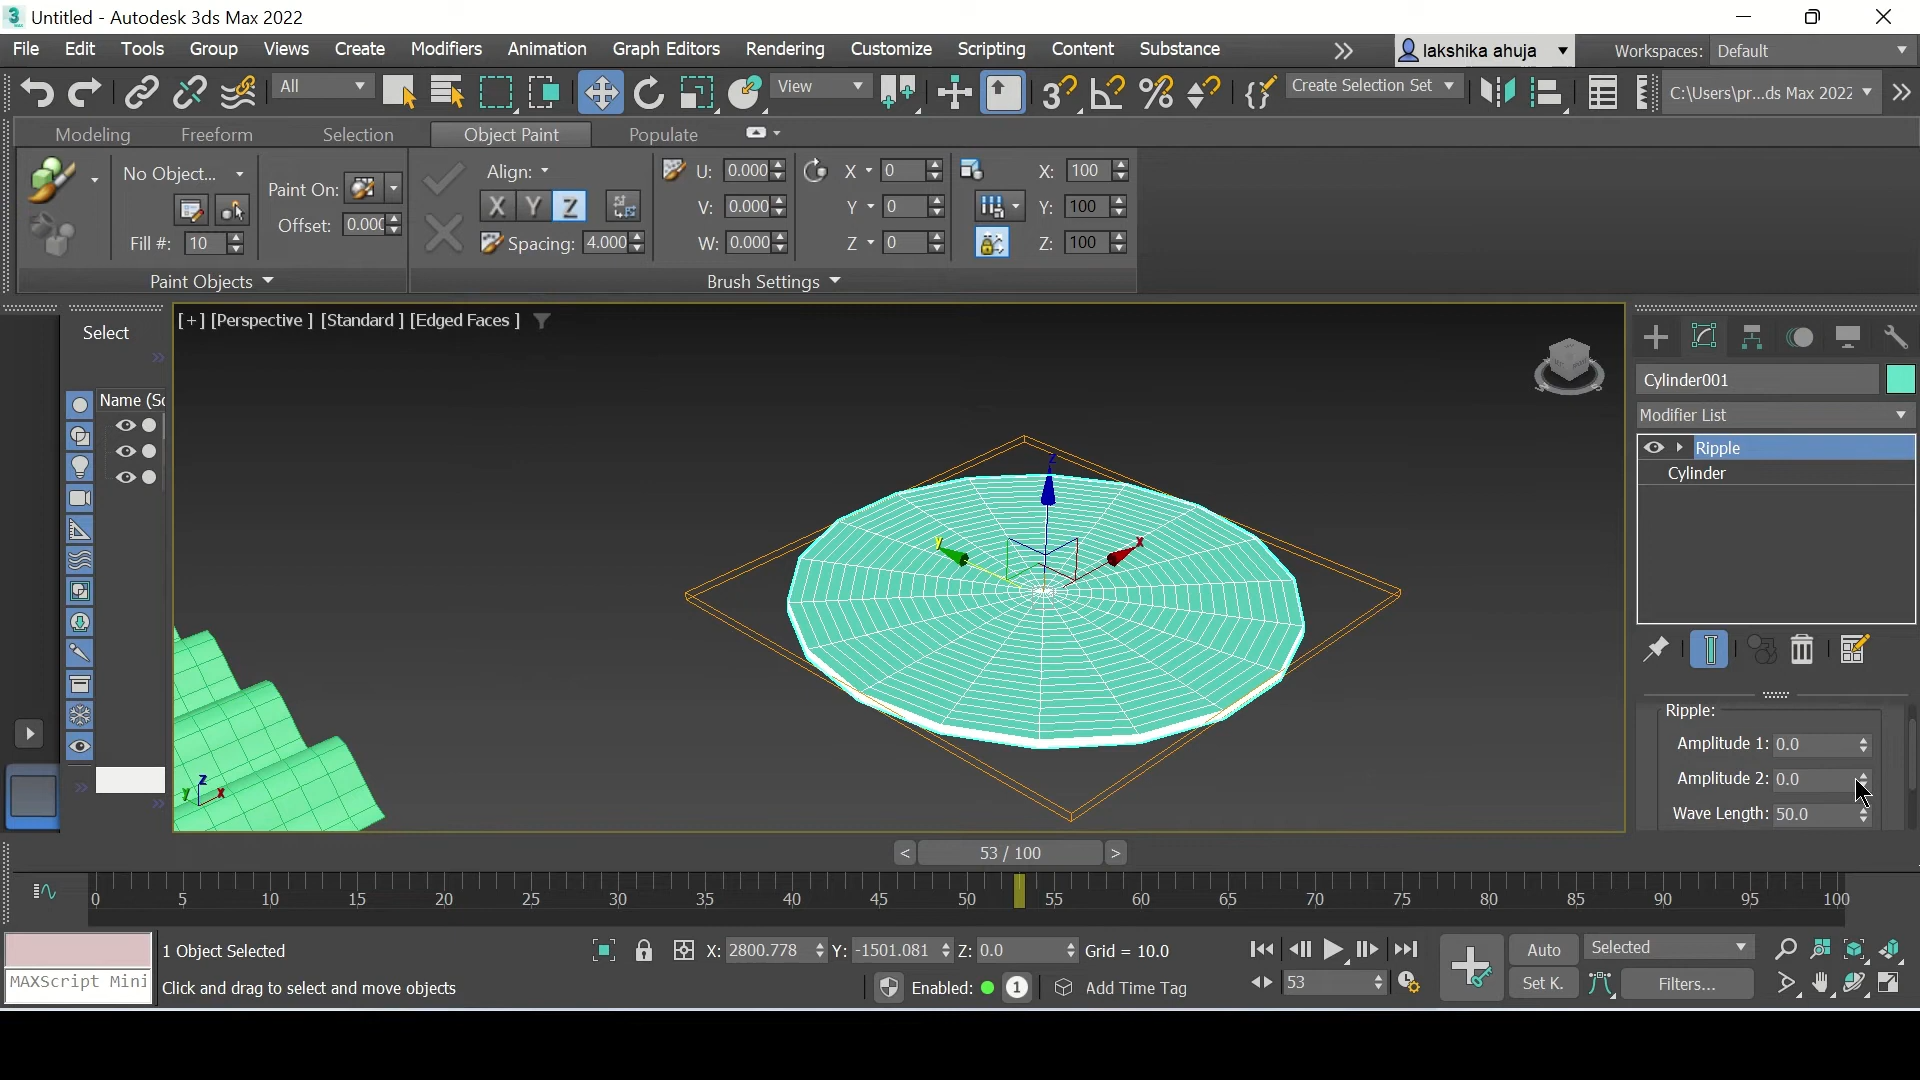 Untitled - Autodesk 3ds Max 2022
File Edit Tools Group Views Create Modifiers Animation Graph Editors Rendering Customize Scripting Content Substance lakshika ahuja Workspaces: Default
All View Create Selection Set C:\Users\pr...ds Max 2022
Modeling Freeform Selection Object Paint Populate
No Object... Paint On: Align: U: 0.000 X 0 X: 100
X Y Z V: 0.000 Y 0 Y: 100
Offset: 0.000
Fill #: 10 Spacing: 4.000 W: 0.000 Z 0 Z: 100
Paint Objects Brush Settings
Select
[+] [Perspective ] [Standard ] [Edged Faces ]
Name (Sc
Cylinder001
Modifier List
Ripple
Cylinder
z
y
x
Ripple:
Amplitude 1: 0.0
Amplitude 2: 0.0
Wave Length: 50.0
z
y x
< 53 / 100 >
0 5 10 15 20 25 30 35 40 45 50 55 60 65 70 75 80 85 90 95 100
1 Object Selected X: 2800.778 Y: -1501.081 Z: 0.0 Grid = 10.0 Auto Selected
MAXScript Mini Click and drag to select and move objects Enabled: 1 Add Time Tag 53 Set K. Filters...